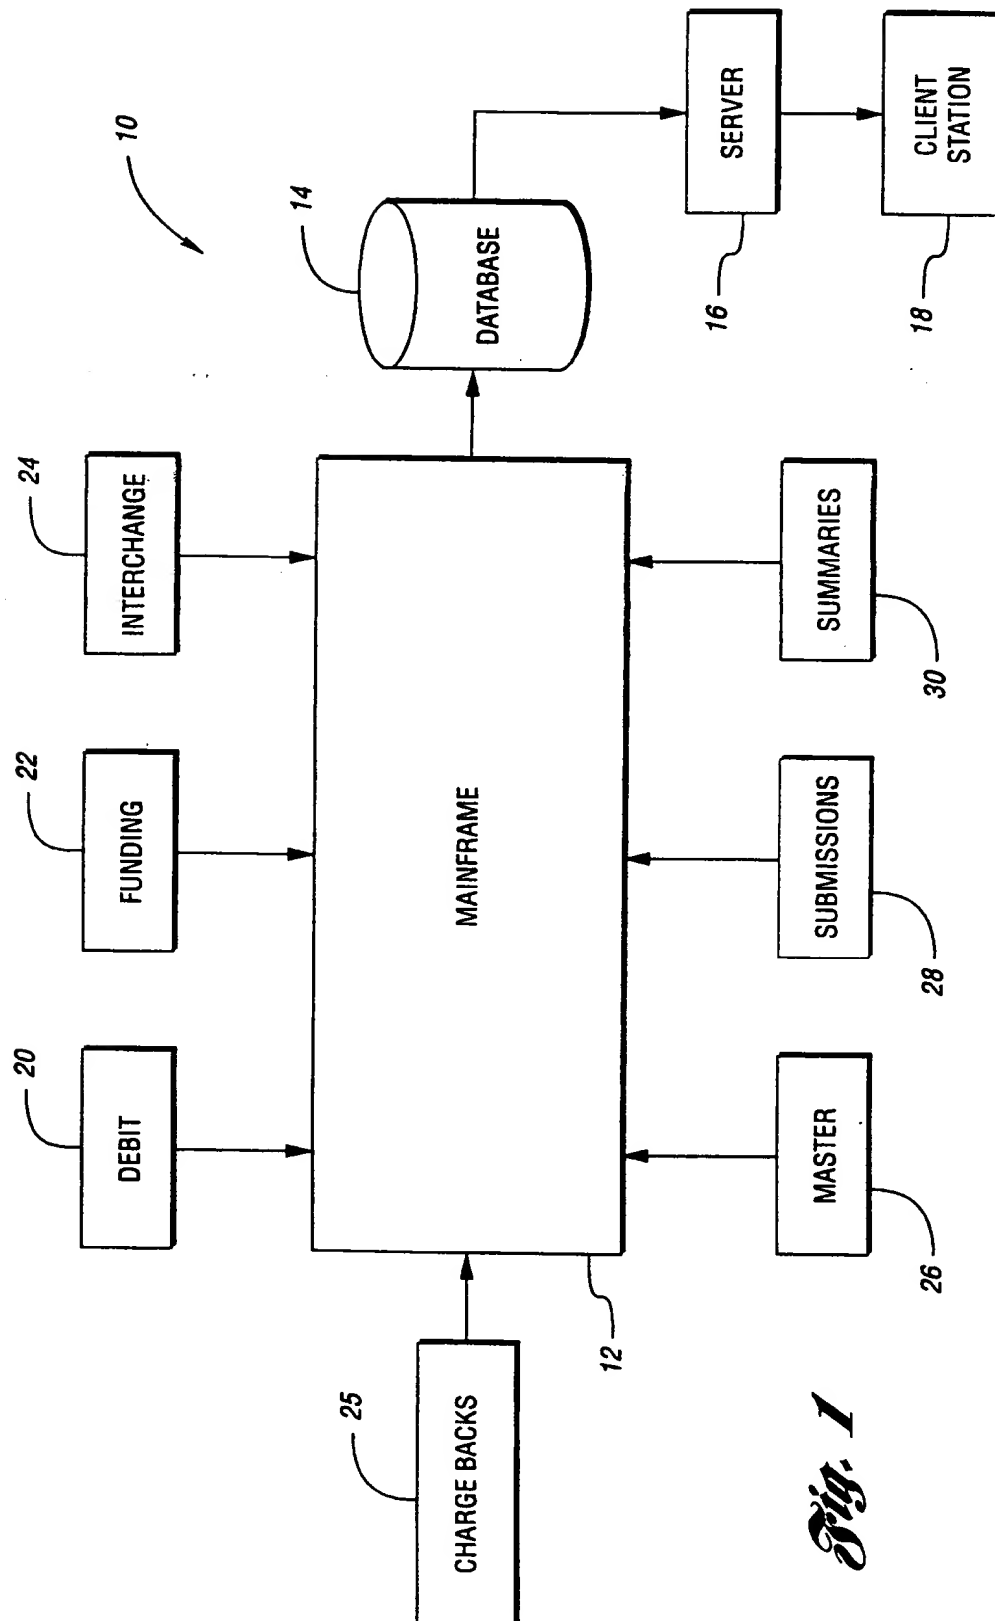 10
20
22
24
DEBIT
FUNDING
INTERCHANGE
14
25
CHARGE BACKS
MAINFRAME
DATABASE
12
SERVER
16
MASTER
SUBMISSIONS
SUMMARIES
26
28
30
CLIENT
STATION
18
Fig. 1